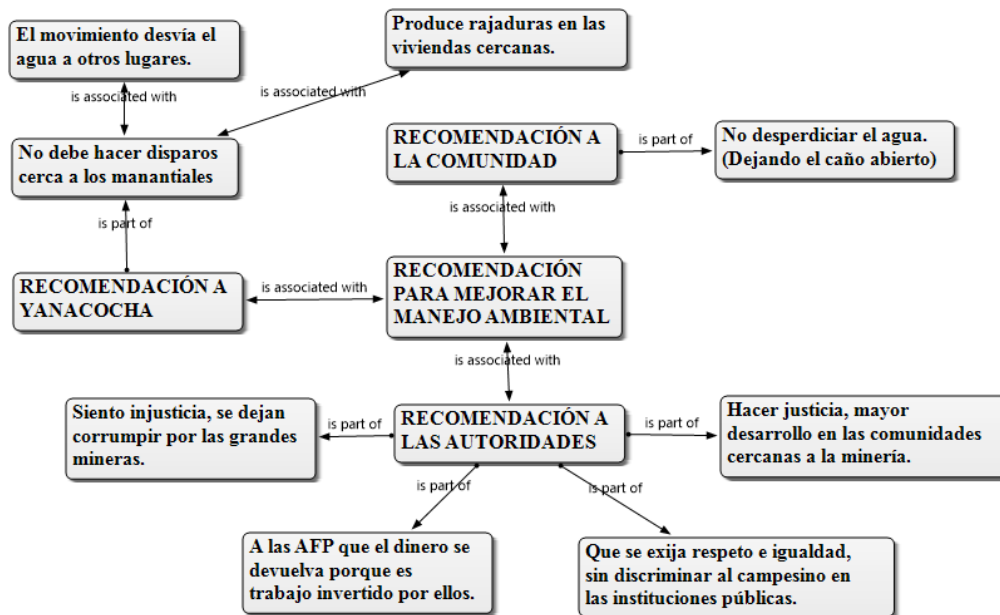 El movimiento desvía el
agua a otros lugares.
Produce rajaduras en las
viviendas cercanas.
is associated with
is associated with
No debe hacer disparos
cerca a los manantiales
RECOMENDACIÓN A
LA COMUNIDAD
is part of
No desperdiciar el agua.
(Dejando el caño abierto)
is part of
is associated with
RECOMENDACIÓN A
YANACOCHA
is associated with
RECOMENDACIÓN
PARA MEJORAR EL
MANEJO AMBIENTAL
is associated with
Siento injusticia, se dejan
corrumpir por las grandes
mineras.
is part of
RECOMENDACIÓN A
LAS AUTORIDADES
is part of
Hacer justicia, mayor
desarrollo en las comunidades
cercanas a la minería.
is part of
is part of
A las AFP que el dinero se
devuelva porque es
trabajo invertido por ellos.
Que se exija respeto e igualdad,
sin discriminar al campesino en
las instituciones públicas.